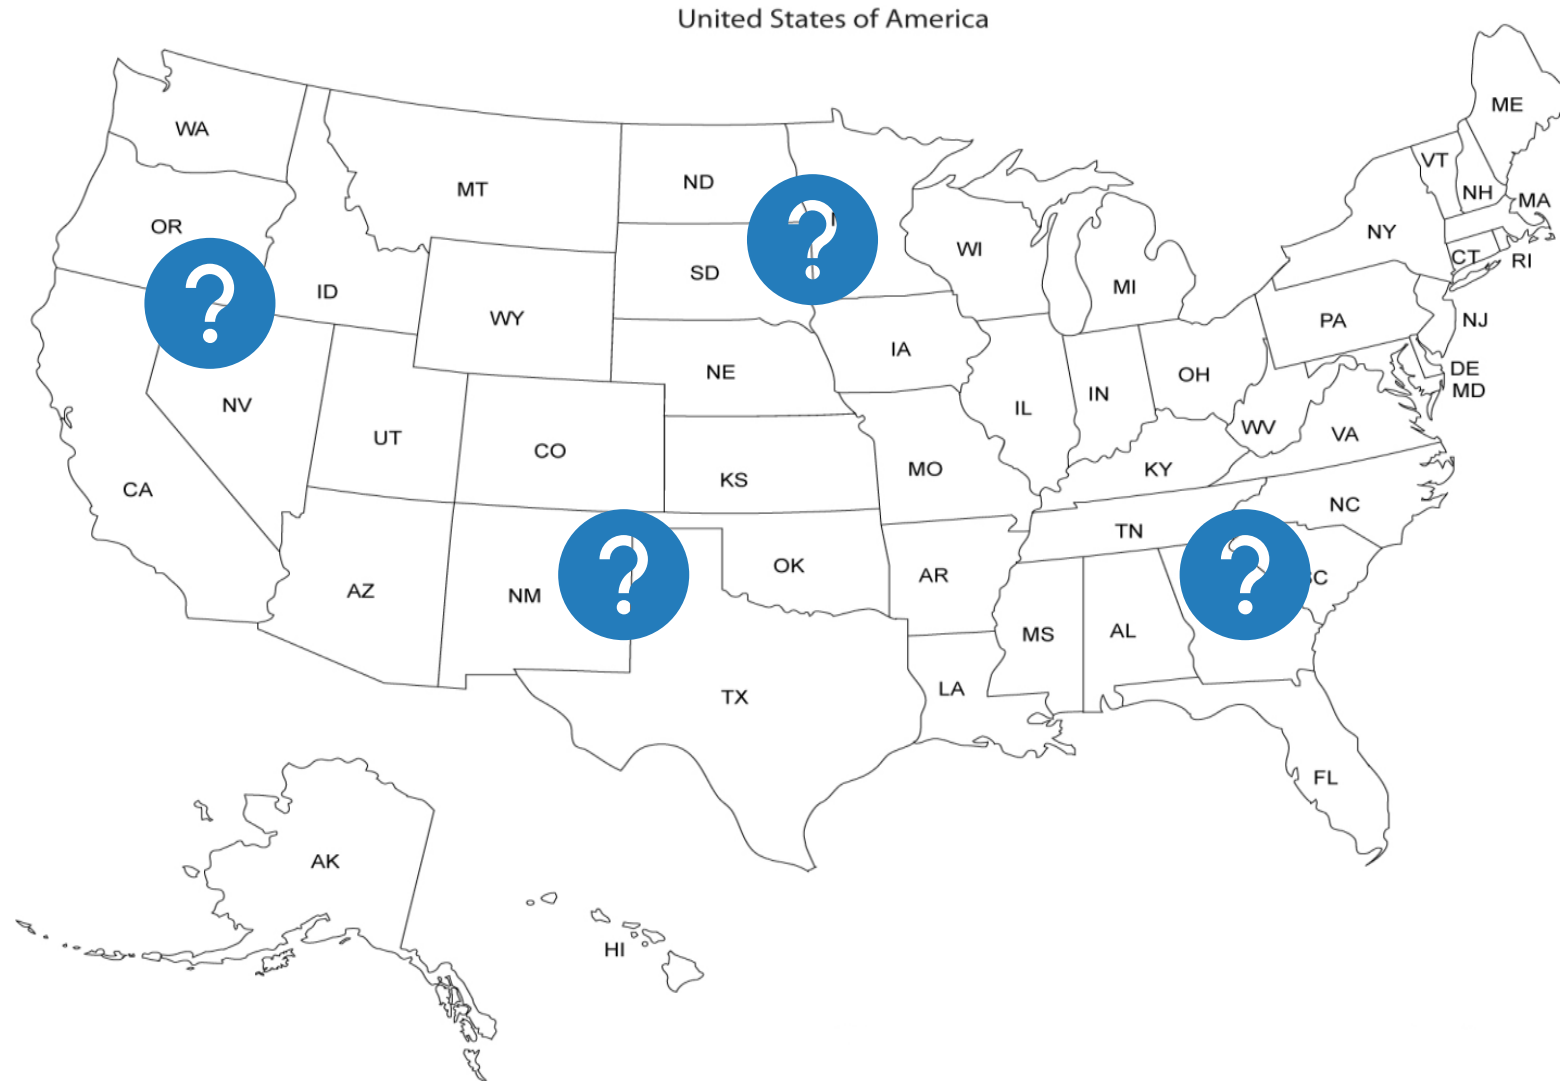 United States of America
ME
WA
VT
MT
ND
NH
MA
OR
NY
WI
CT
RI
SD
MI
ID
WY
PA
NJ
IA
NE
DE
OH
MD
IN
NV
IL
WV
VA
UT
CO
MO
KY
KS
CA
NC
TN
OK
AR
AZ
NM
MS
AL
LA
TX
FL
AK
HI
?
?
?
?